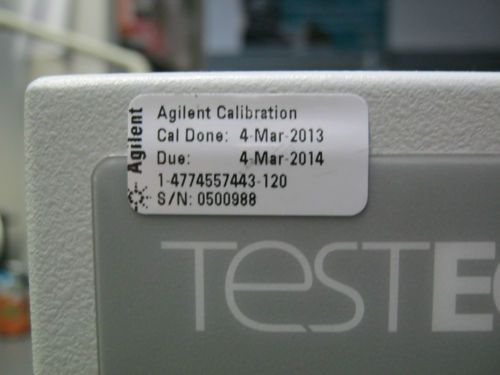 Agilent
Agilent Calibration
Cal Done: 4-Mar-2013
Due: 4-Mar-2014
1-4774557443-120
S/N: 0500988
TeST